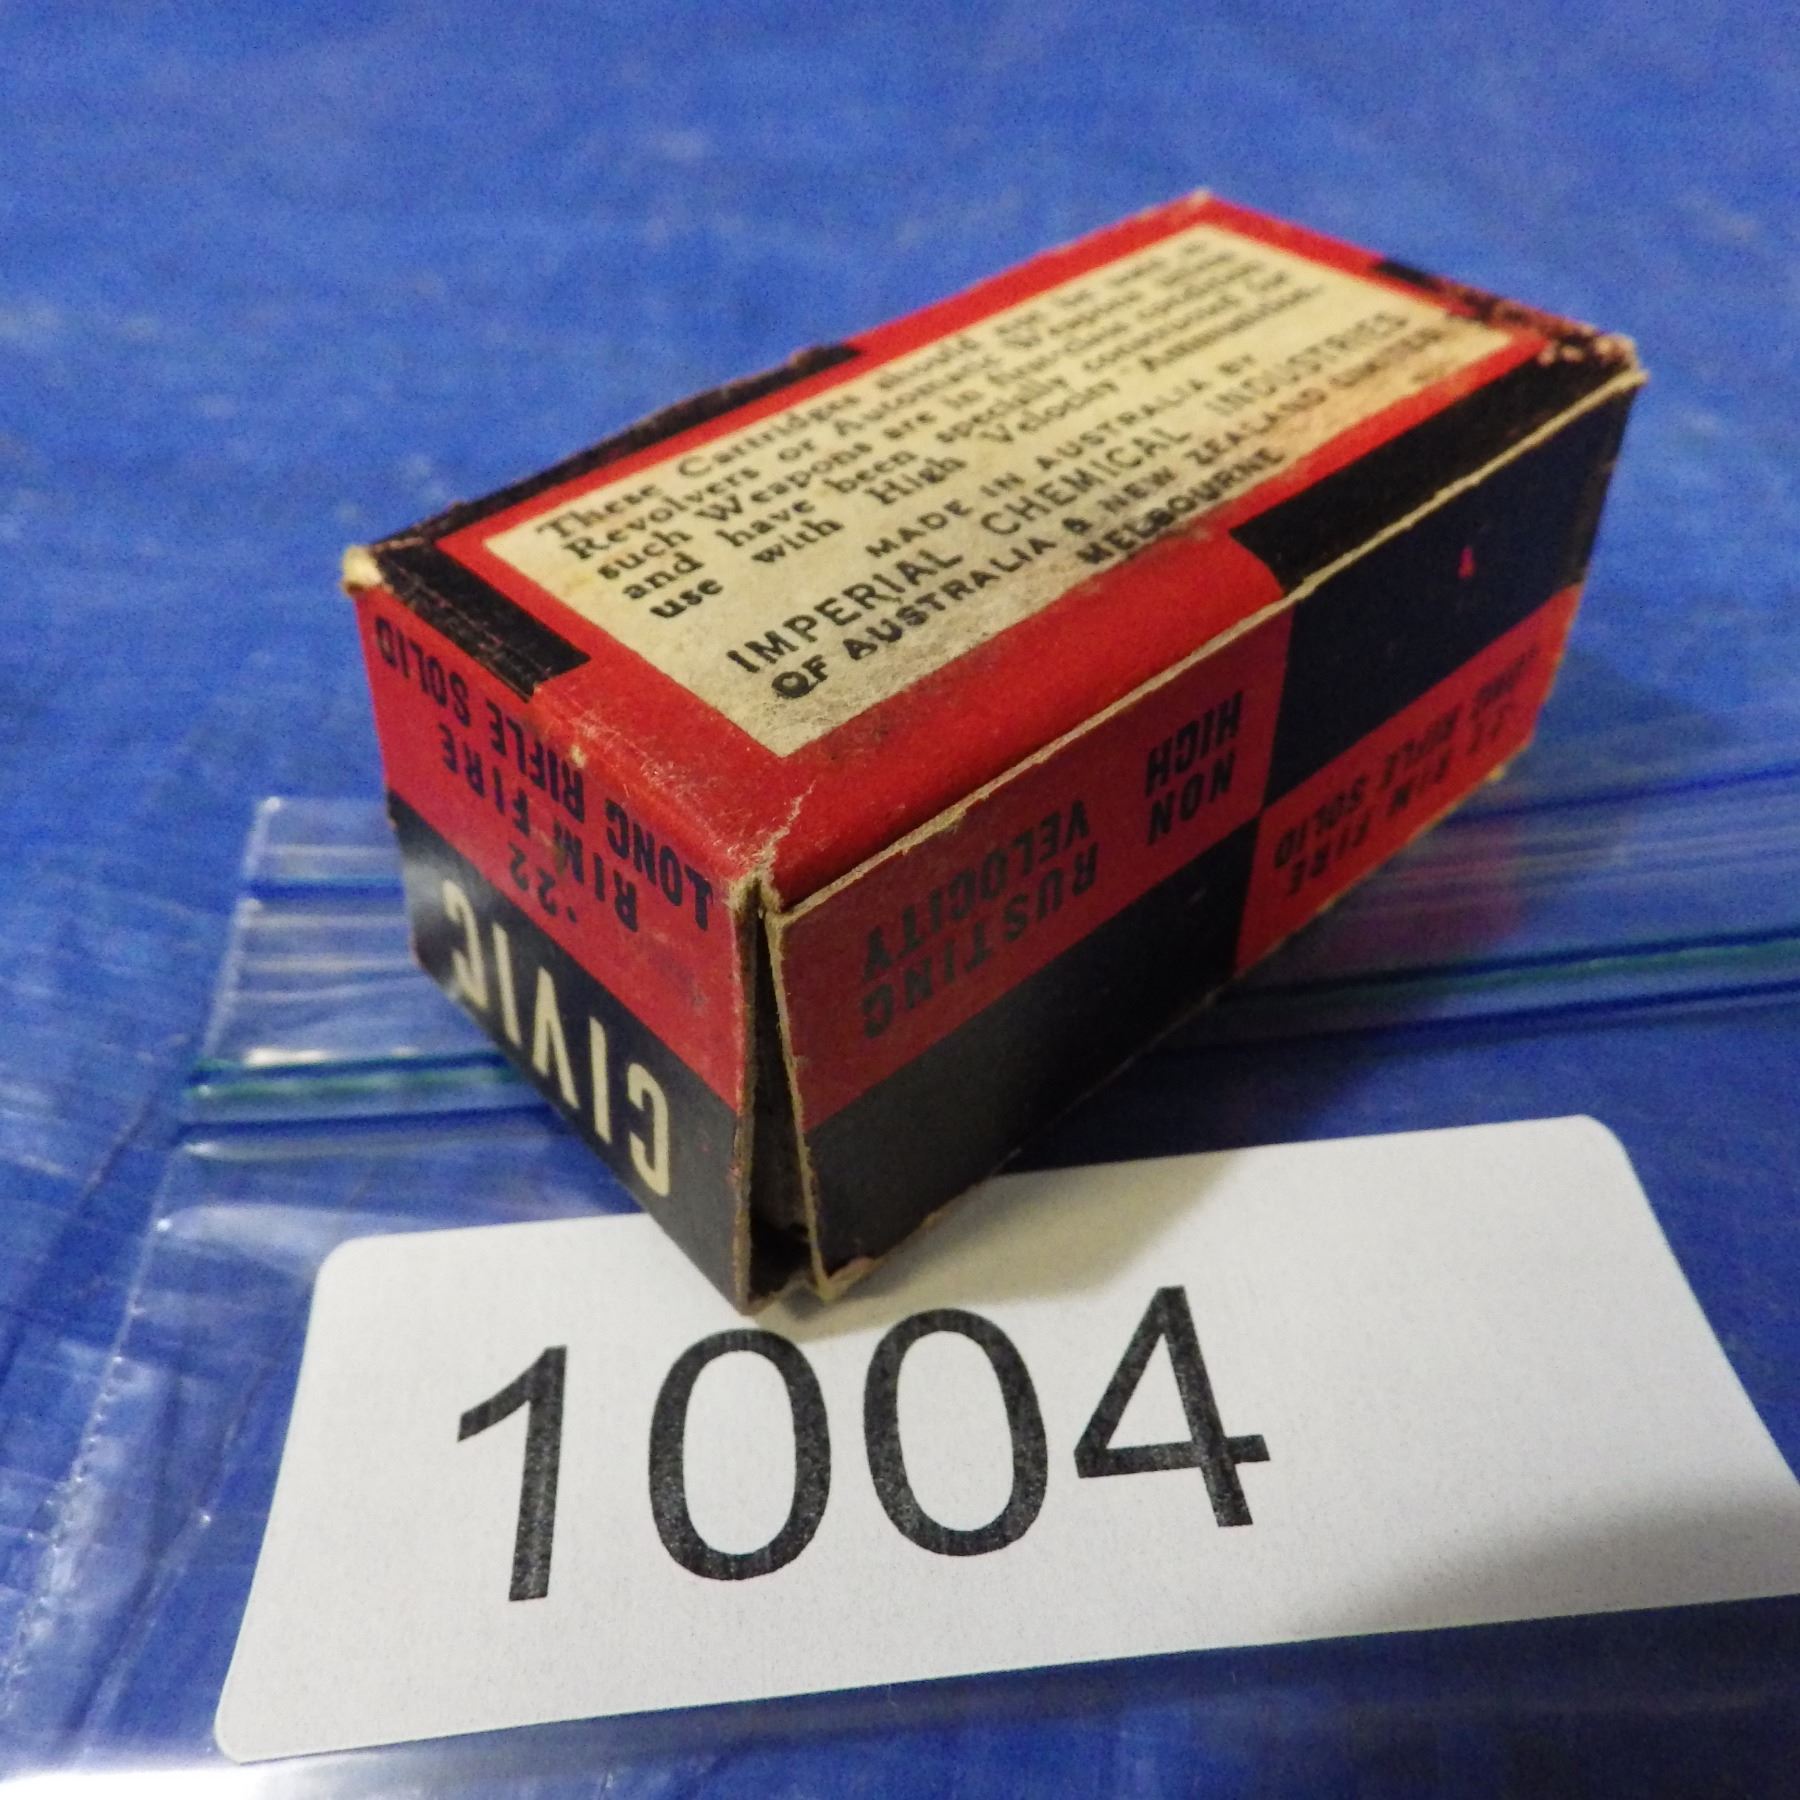 These Cartridges should not be used in
Revolvers or Automatic Weapons unless
such Weapons are in first-class condition
and have been specially constructed for
use with High Velocity Ammunition.
MADE IN AUSTRALIA BY
IMPERIAL CHEMICAL INDUSTRIES
OF AUSTRALIA & NEW ZEALAND LIMITED
MELBOURNE
CIVIC
.22
RIM FIRE
LONG RIFLE SOLID
NON RUSTING
HIGH VELOCITY
RIM FIRE
RIFLE SOLID
1004